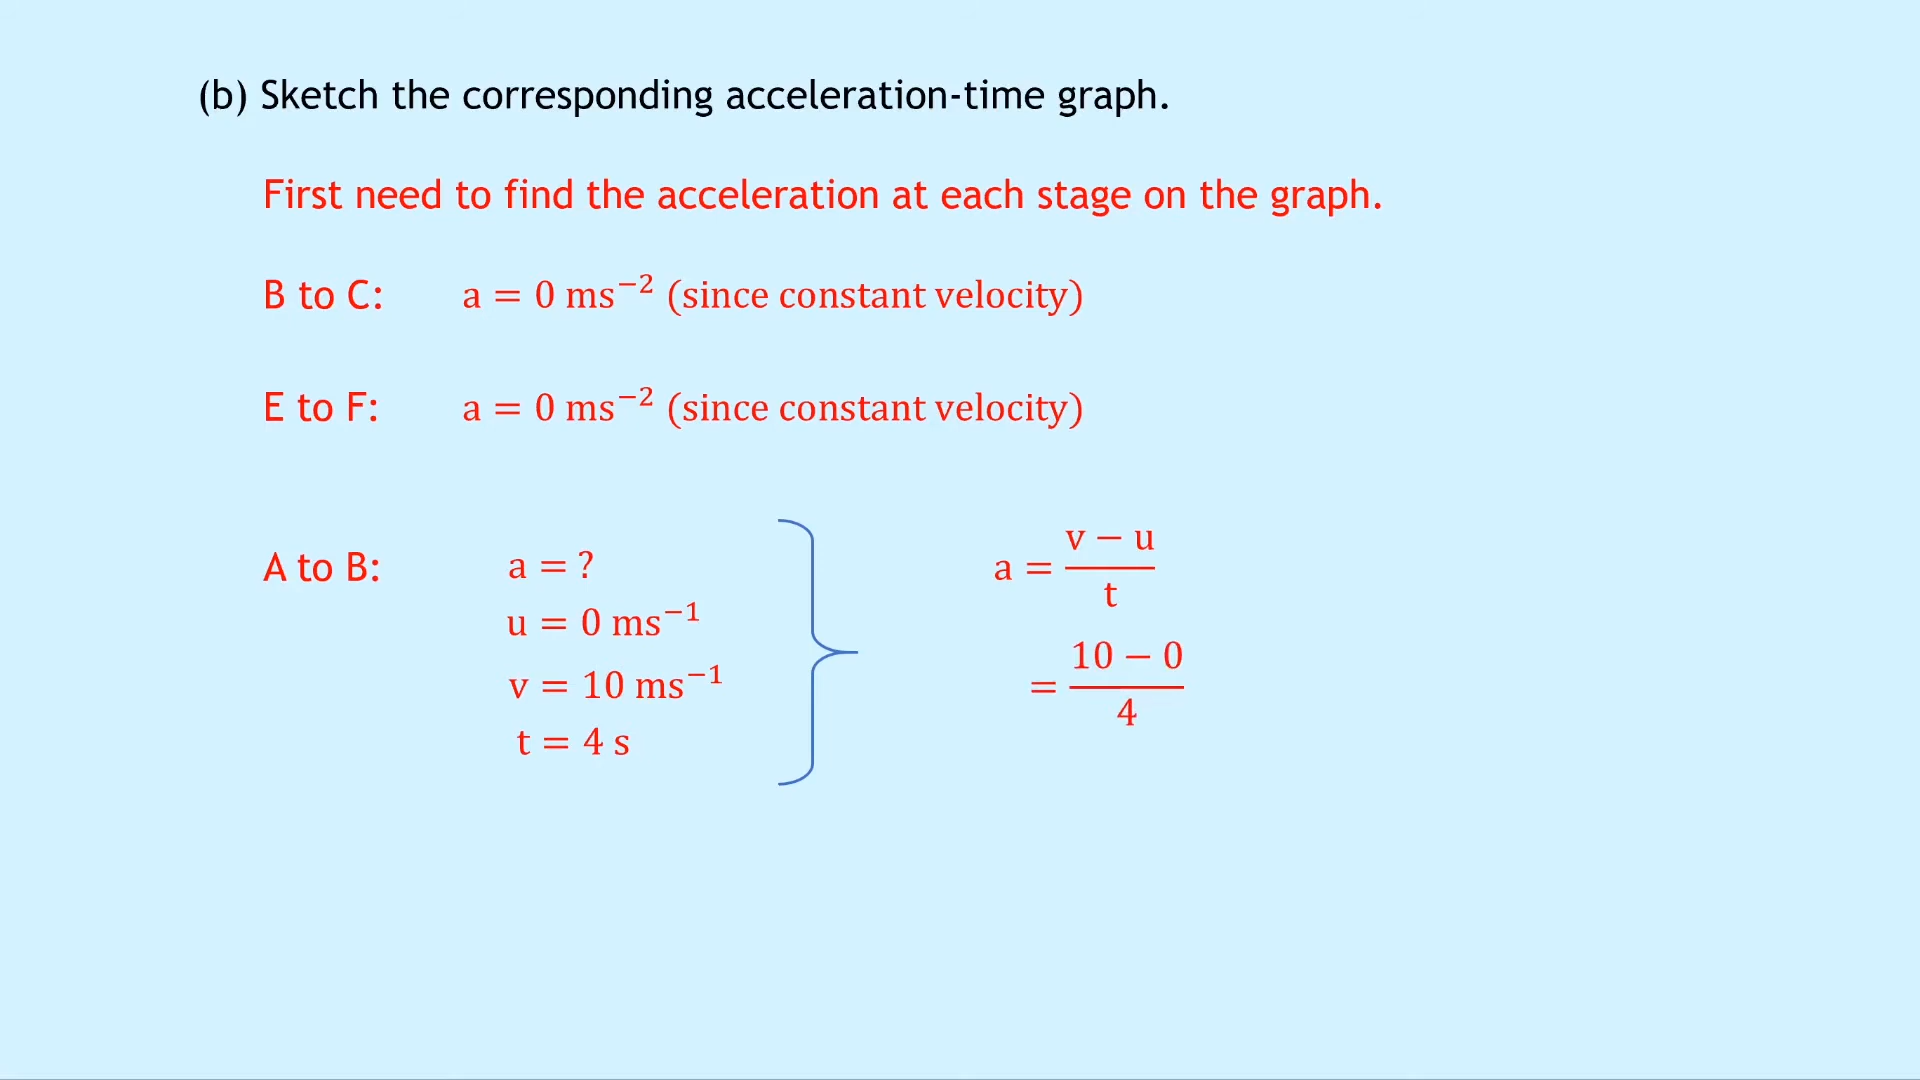 (b) Sketch the corresponding acceleration-time graph.
First need to find the acceleration at each stage on the graph.
B to C: a = 0 ms⁻² (since constant velocity)
E to F: a = 0 ms⁻² (since constant velocity)
A to B: a = ?
u = 0 ms⁻¹
v = 10 ms⁻¹
t = 4 s
a = (v − u)/t
= (10 − 0)/4